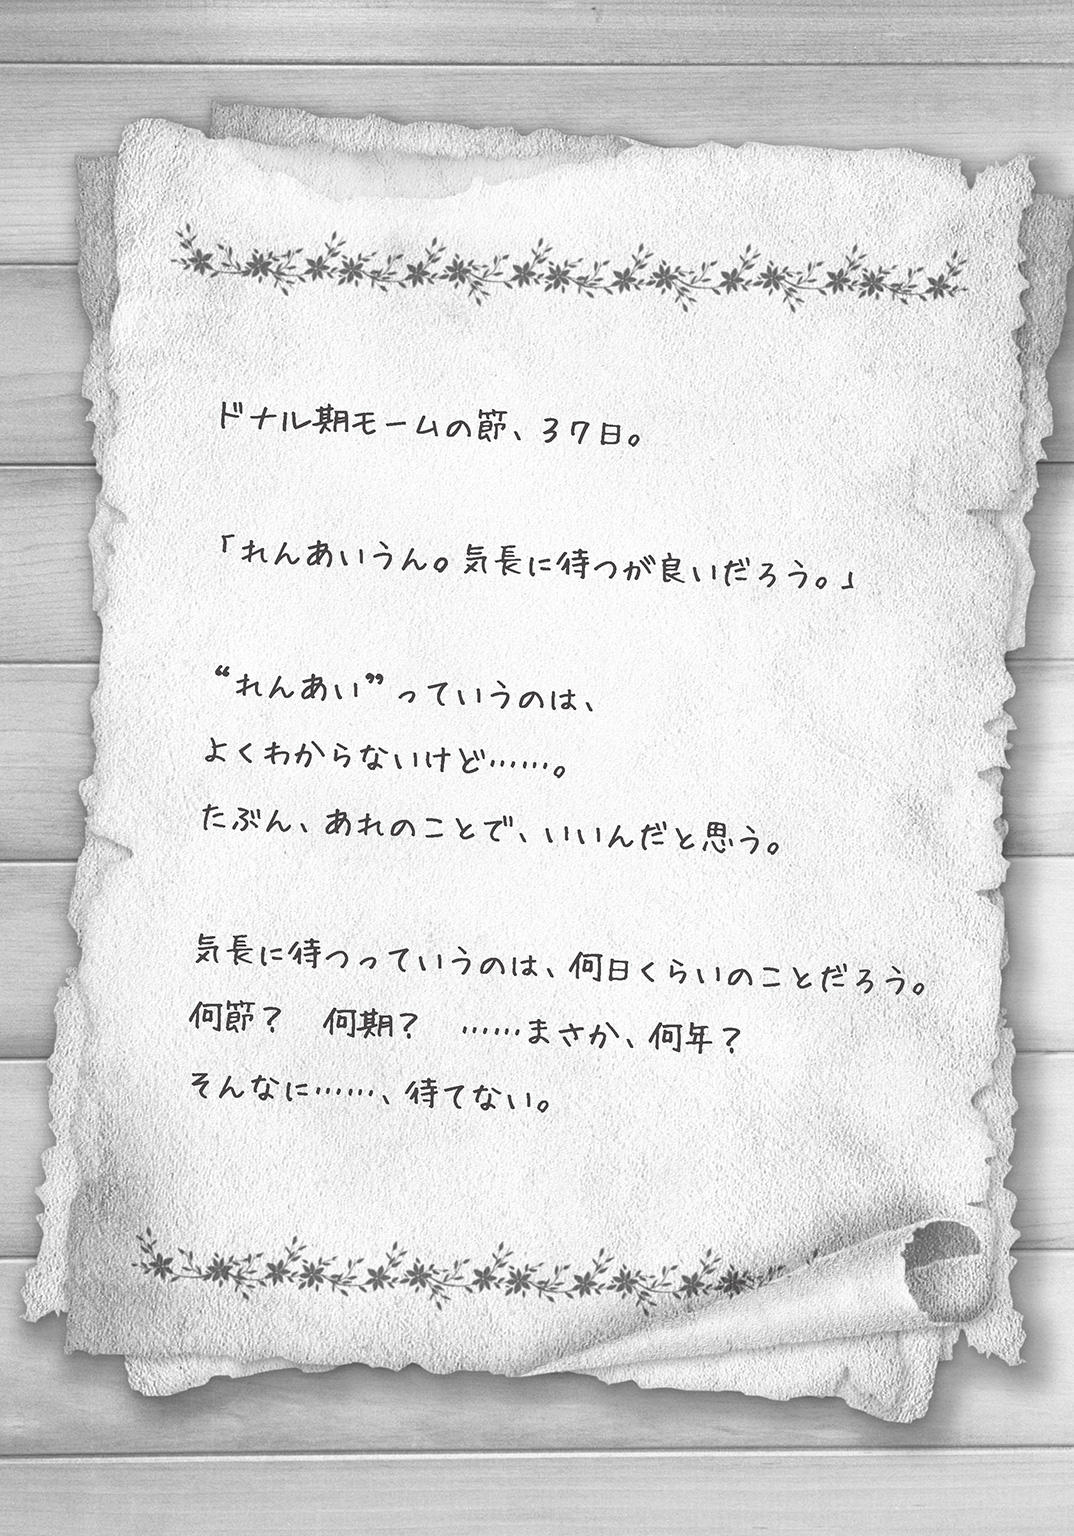 ドナル期モームの節、37日。
「れんあいうん。気長に待つが良いだろう。」
“れんあい”っていうのは、
よくわからないけど……。
たぶん、あれのことで、いいんだと思う。
気長に待つっていうのは、何日くらいのことだろう。
何節？　何期？　……まさか、何年？
そんなに……、待てない。